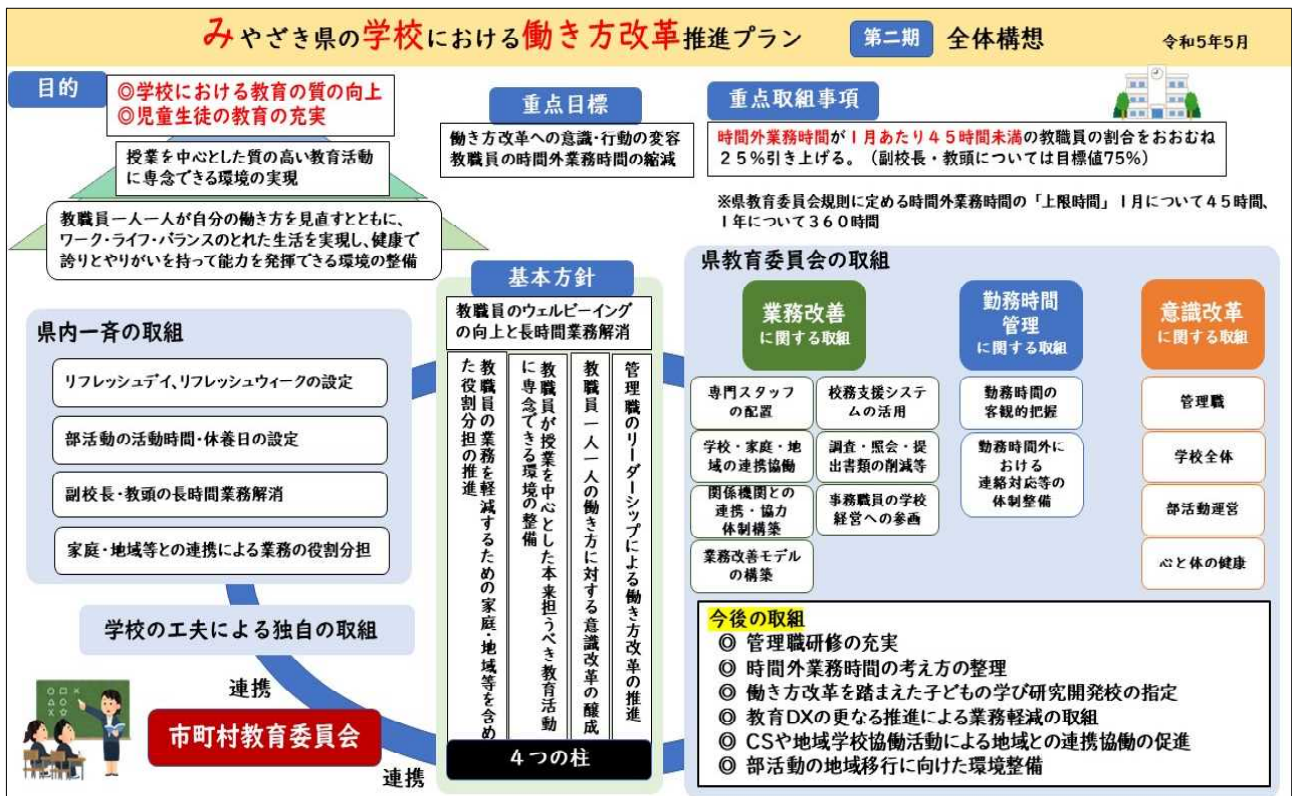 みやざき県の学校における働き方改革推進プラン 第二期 全体構想 令和5年5月
目的
◎学校における教育の質の向上
◎児童生徒の教育の充実
授業を中心とした質の高い教育活動
に専念できる環境の実現
教職員一人一人が自分の働き方を見直すとともに、
ワーク・ライフ・バランスのとれた生活を実現し、健康で
誇りとやりがいを持って能力を発揮できる環境の整備
重点目標
働き方改革への意識・行動の変容
教職員の時間外業務時間の縮減
重点取組事項
時間外業務時間が1月あたり45時間未満の教職員の割合をおおむね
25%引き上げる。(副校長・教頭については目標値75%)
※県教育委員会規則に定める時間外業務時間の「上限時間」1月について45時間、
1年について360時間
県内一斉の取組
リフレッシュデイ、リフレッシュウィークの設定
部活動の活動時間・休養日の設定
副校長・教頭の長時間業務解消
家庭・地域等との連携による業務の役割分担
学校の工夫による独自の取組
連携
市町村教育委員会
連携
基本方針
教職員のウェルビーイング
の向上と長時間業務解消
管理職のリーダーシップによる働き方改革の推進
教職員一人一人の働き方に対する意識改革の醸成
教職員が授業を中心とした本来担うべき教育活動
に専念できる環境の整備
教職員の業務を軽減するための家庭・地域等を含め
た役割分担の推進
4つの柱
県教育委員会の取組
業務改善
に関する取組
専門スタッフ
の配置
校務支援システ
ムの活用
学校・家庭・地
域の連携協働
調査・照会・提
出書類の削減等
関係機関との
連携・協力
体制構築
事務職員の学校
経営への参画
業務改善モデル
の構築
勤務時間
管理
に関する取組
勤務時間の
客観的把握
勤務時間外に
おける
連絡対応等の
体制整備
意識改革
に関する取組
管理職
学校全体
部活動運営
心と体の健康
今後の取組
◎ 管理職研修の充実
◎ 時間外業務時間の考え方の整理
◎ 働き方改革を踏まえた子どもの学び研究開発校の指定
◎ 教育DXの更なる推進による業務軽減の取組
◎ CSや地域学校協働活動による地域との連携協働の促進
◎ 部活動の地域移行に向けた環境整備